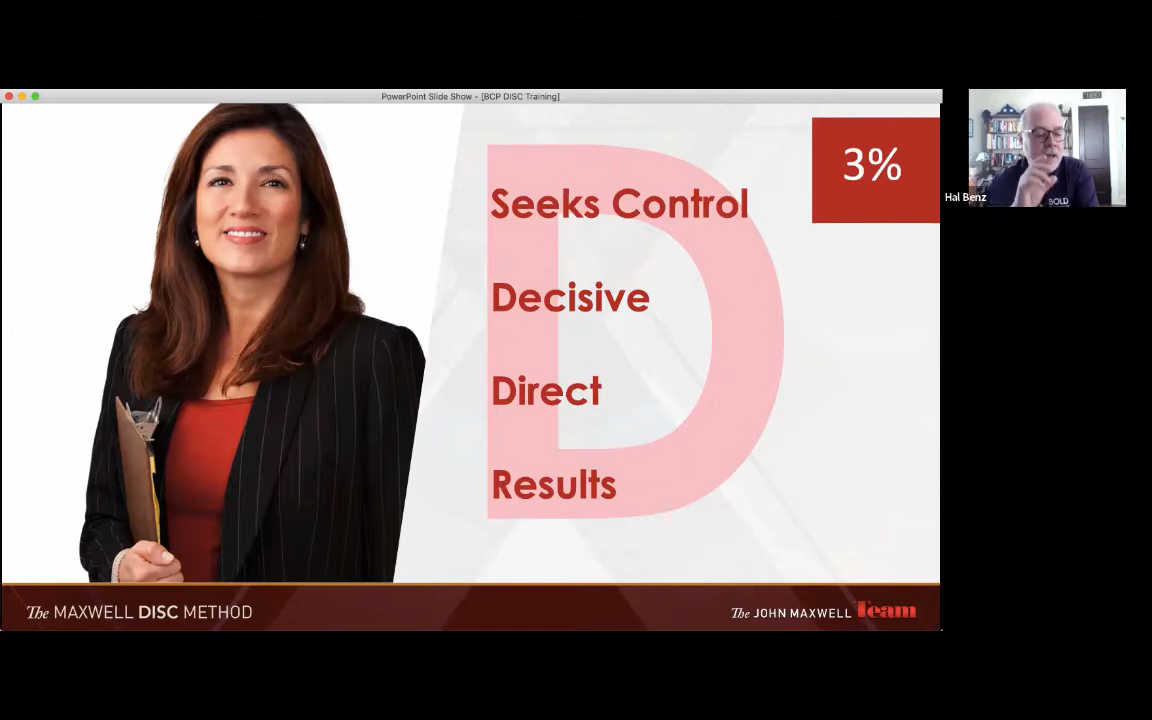 PowerPoint Slide Show - [BCP DISC Training]
3%
Seeks Control
D
Decisive
Direct
Results
The MAXWELL DISC METHOD
The JOHN MAXWELL Team
Hal Benz
BOLD